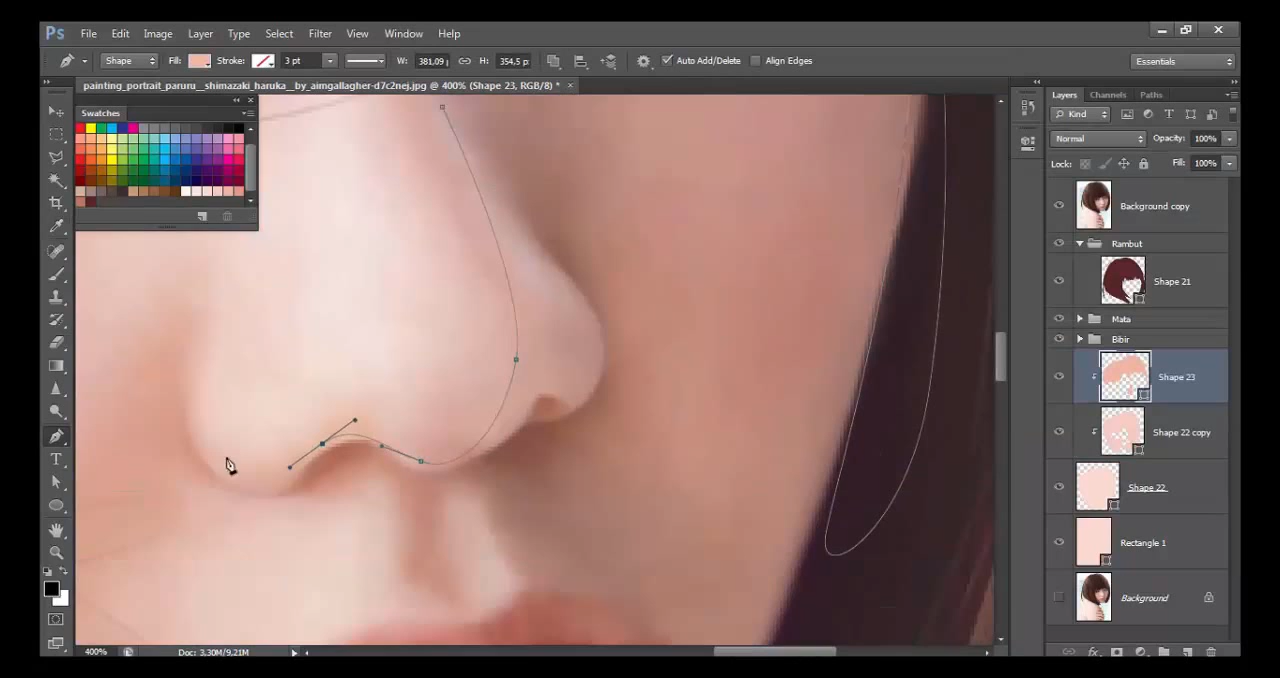 Ps File Edit Image Layer Type Select Filter View Window Help
Shape Fill: Stroke: 3 pt W: 381,09 H: 354,5 p: Auto Add/Delete Align Edges Essentials
painting_portrait_paruru__shimazaki_haruka__by_aimgallagher-d7c2nej.jpg @ 400% (Shape 23, RGB/8) *
Swatches
Layers Channels Paths
Kind
Normal Opacity: 100%
Lock: Fill: 100%
Background copy
Rambut
Shape 21
Mata
Bibir
Shape 23
Shape 22 copy
Shape 22
Rectangle 1
Background
400% Doc: 3,30M/9,21M